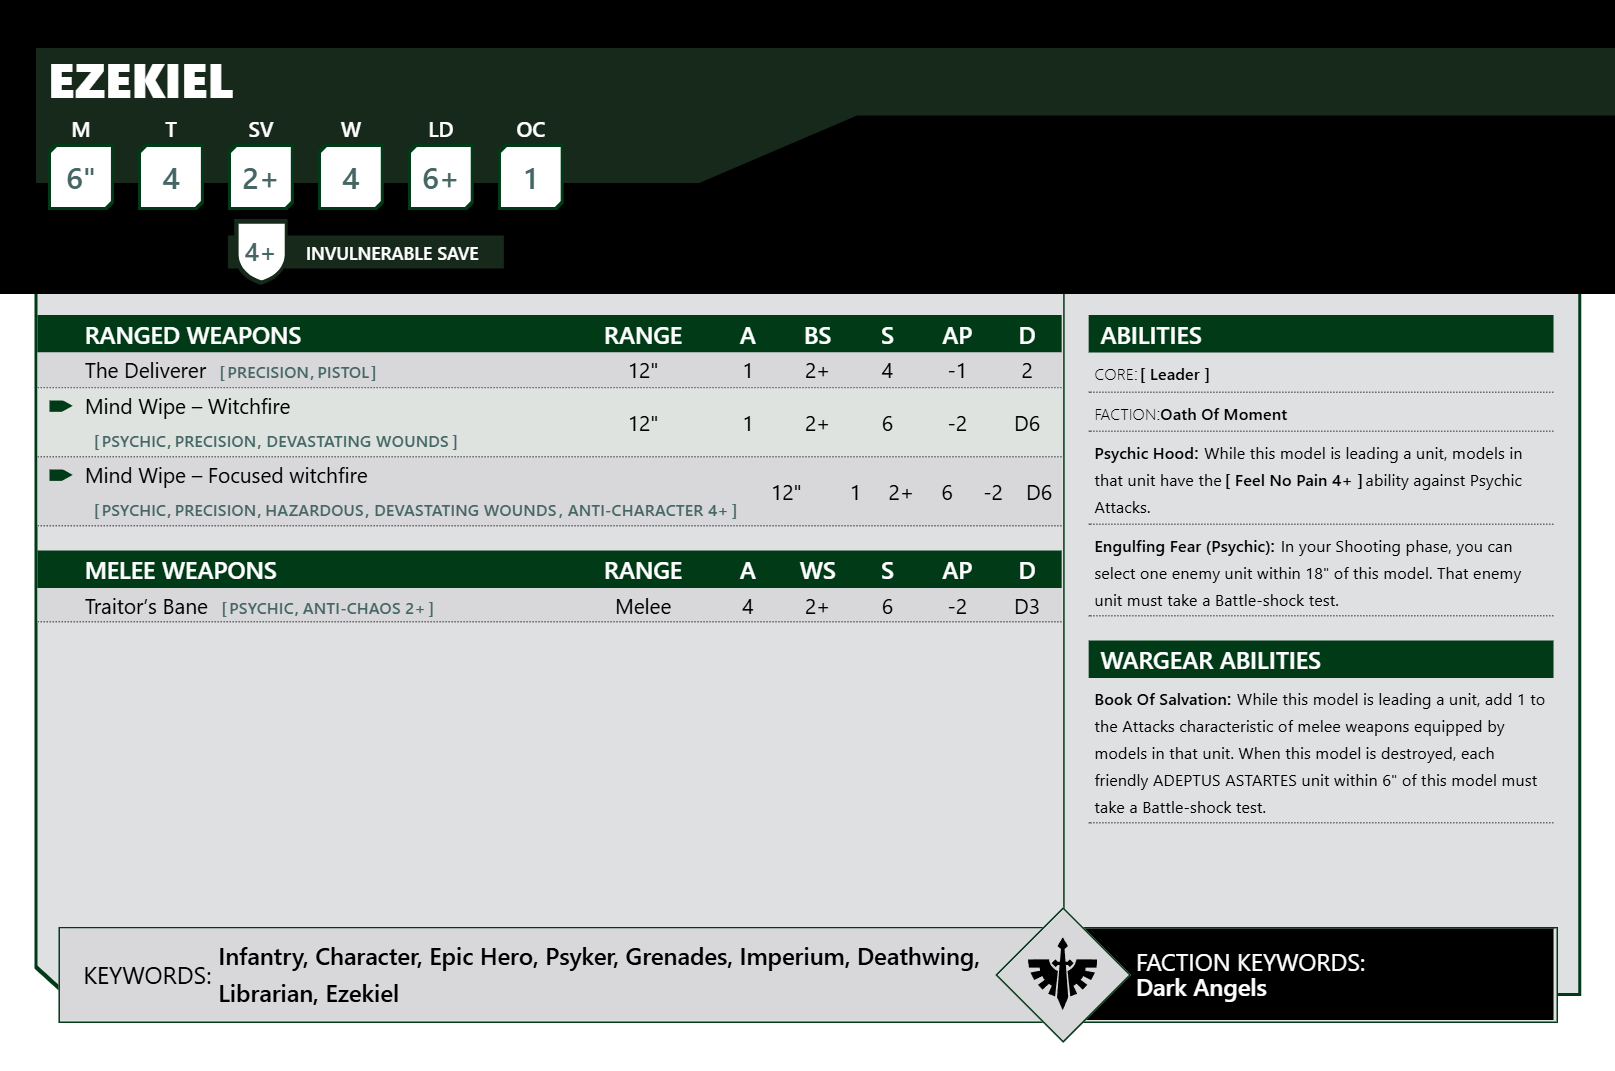 EZEKIEL
M T SV W LD OC
6" 4 2+ 4 6+ 1
4+ INVULNERABLE SAVE
RANGED WEAPONS RANGE A BS S AP D
The Deliverer [PRECISION, PISTOL] 12" 1 2+ 4 -1 2
Mind Wipe – Witchfire
[PSYCHIC, PRECISION, DEVASTATING WOUNDS] 12" 1 2+ 6 -2 D6
Mind Wipe – Focused witchfire
[PSYCHIC, PRECISION, HAZARDOUS, DEVASTATING WOUNDS, ANTI-CHARACTER 4+] 12" 1 2+ 6 -2 D6
MELEE WEAPONS RANGE A WS S AP D
Traitor’s Bane [PSYCHIC, ANTI-CHAOS 2+] Melee 4 2+ 6 -2 D3
ABILITIES
CORE: [ Leader ]
FACTION: Oath Of Moment
Psychic Hood: While this model is leading a unit, models in
that unit have the [ Feel No Pain 4+ ] ability against Psychic
Attacks.
Engulfing Fear (Psychic): In your Shooting phase, you can
select one enemy unit within 18" of this model. That enemy
unit must take a Battle-shock test.
WARGEAR ABILITIES
Book Of Salvation: While this model is leading a unit, add 1 to
the Attacks characteristic of melee weapons equipped by
models in that unit. When this model is destroyed, each
friendly ADEPTUS ASTARTES unit within 6" of this model must
take a Battle-shock test.
KEYWORDS: Infantry, Character, Epic Hero, Psyker, Grenades, Imperium, Deathwing,
Librarian, Ezekiel
FACTION KEYWORDS:
Dark Angels